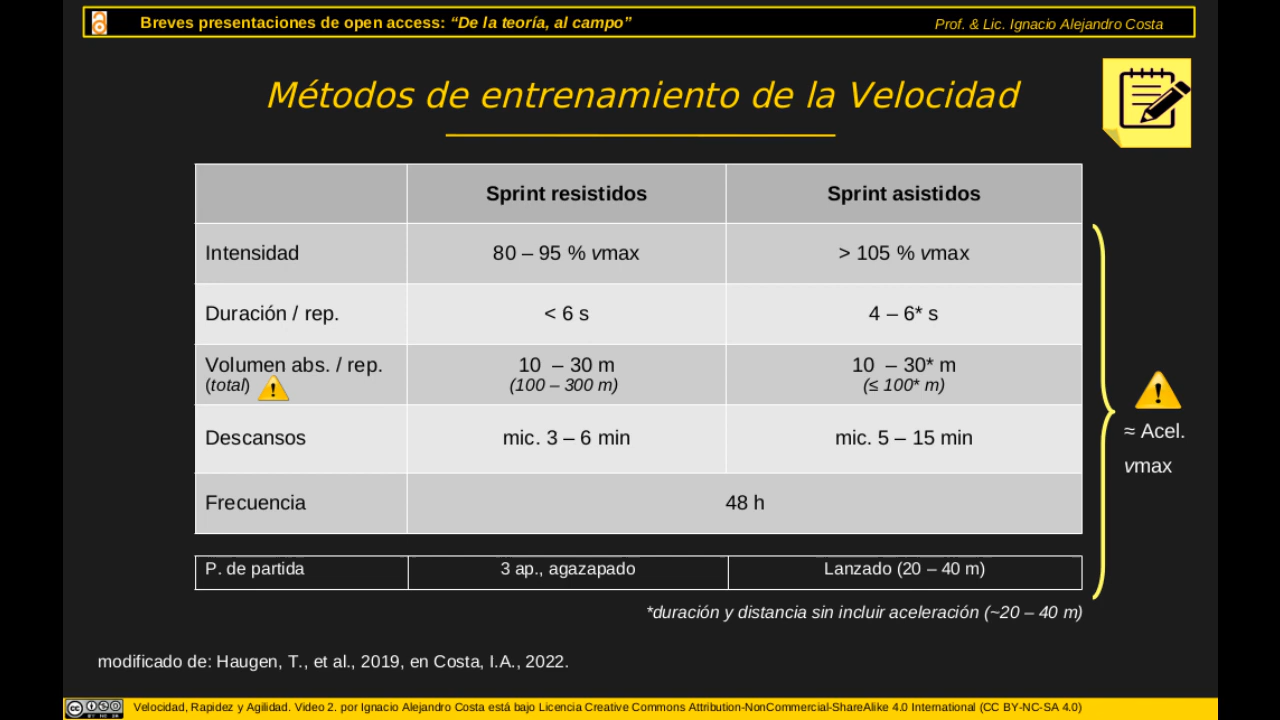 Breves presentaciones de open access: “De la teoría, al campo”
Prof. & Lic. Ignacio Alejandro Costa
Métodos de entrenamiento de la Velocidad
Sprint resistidos Sprint asistidos
Intensidad 80 – 95 % vmax > 105 % vmax
Duración / rep. < 6 s 4 – 6* s
Volumen abs. / rep. 10 – 30 m 10 – 30* m
(total) (100 – 300 m) (≤ 100* m)
Descansos mic. 3 – 6 min mic. 5 – 15 min
Frecuencia 48 h
≈ Acel.
vmax
P. de partida 3 ap., agazapado Lanzado (20 – 40 m)
*duración y distancia sin incluir aceleración (~20 – 40 m)
modificado de: Haugen, T., et al., 2019, en Costa, I.A., 2022.
Velocidad, Rapidez y Agilidad. Video 2. por Ignacio Alejandro Costa está bajo Licencia Creative Commons Attribution-NonCommercial-ShareAlike 4.0 International (CC BY-NC-SA 4.0)